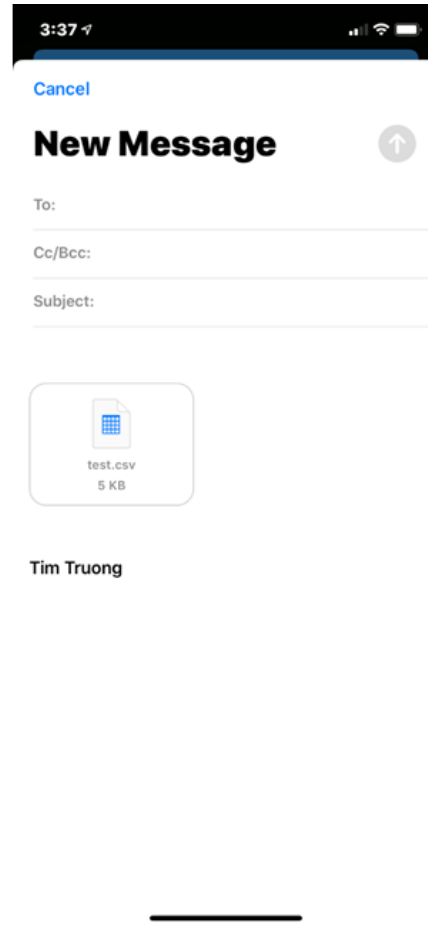 3:37
Cancel
New Message
To:
Cc/Bcc:
Subject:
test.csv
5 KB
Tim Truong